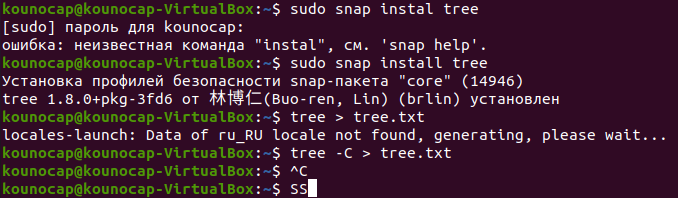 kounocap@kounocap-VirtualBox:~$ sudo snap instal tree
[sudo] пароль для kounocap:
ошибка: неизвестная команда "instal", см. 'snap help'.
kounocap@kounocap-VirtualBox:~$ sudo snap install tree
Установка профилей безопасности snap-пакета "core" (14946)
tree 1.8.0+pkg-3fd6 от 林博仁(Buo-ren, Lin) (brlin) установлен
kounocap@kounocap-VirtualBox:~$ tree > tree.txt
locales-launch: Data of ru_RU locale not found, generating, please wait...
kounocap@kounocap-VirtualBox:~$ tree -C > tree.txt
kounocap@kounocap-VirtualBox:~$ ^C
kounocap@kounocap-VirtualBox:~$ SS